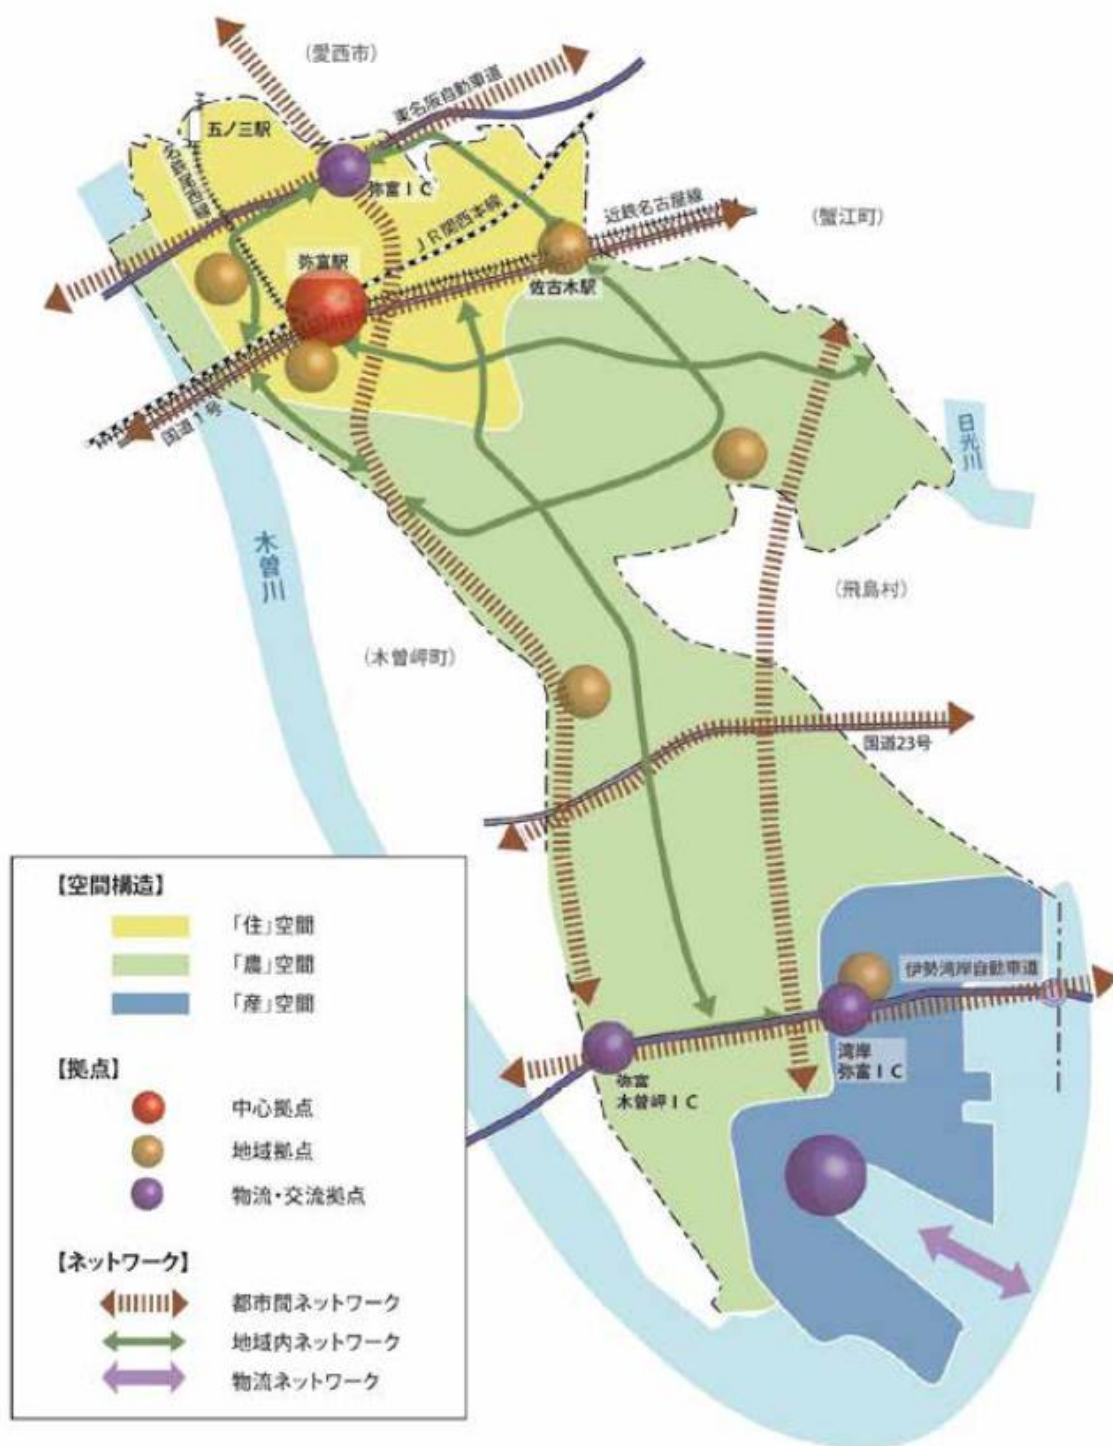 (愛西市)
東名阪自動車道
五ノ三駅
名鉄尾西線
弥富IC
JR関西本線
近鉄名古屋線
(蟹江町)
弥富駅
佐古木駅
国道1号
日光川
木曽川
(飛島村)
(木曽岬町)
国道23号
【空間構造】
「住」空間
「農」空間
「産」空間
伊勢湾岸自動車道
湾岸
弥富IC
弥富
木曽岬IC
【拠点】
中心拠点
地域拠点
物流・交流拠点
【ネットワーク】
都市間ネットワーク
地域内ネットワーク
物流ネットワーク